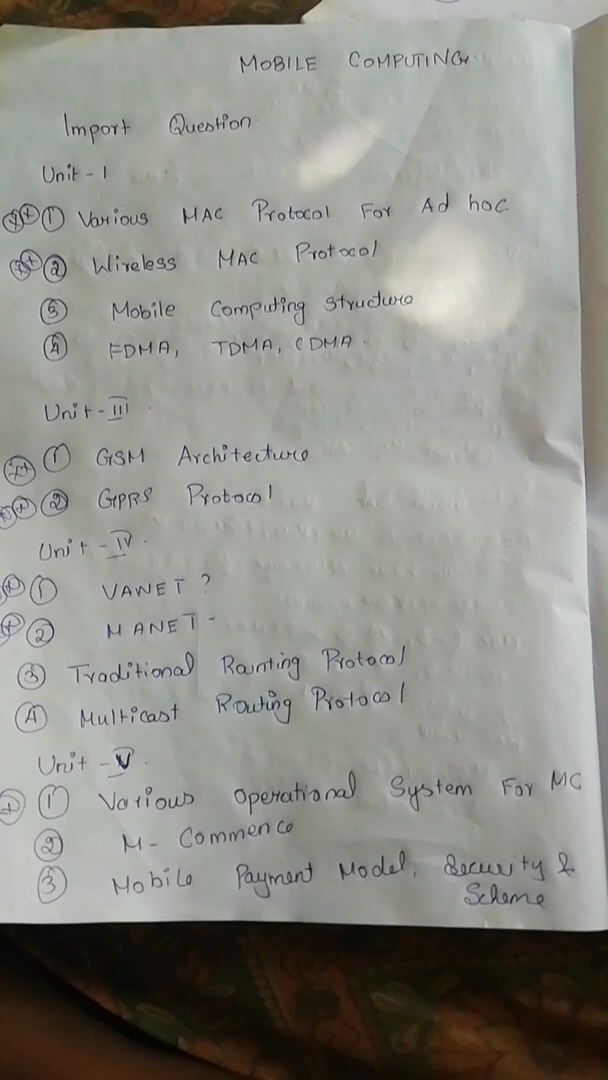 MOBILE COMPUTING
Import Question.
Unit - I
** ① Various MAC Protocol For Ad hoc
** ② Wireless MAC Protocol
③ Mobile Computing structure
④ FDMA, TDMA, CDMA.
Unit - III.
** ① GSM Architecture
** ② GPRS Protocol
Unit - IV.
① VANET ?
② MANET -
③ Traditional Rounting Protocol
④ Multicast Routing Protocol
Unit - V.
① Various Operational System For MC
② M - Commence
③ Mobile Payment Model, Security &
Scheme